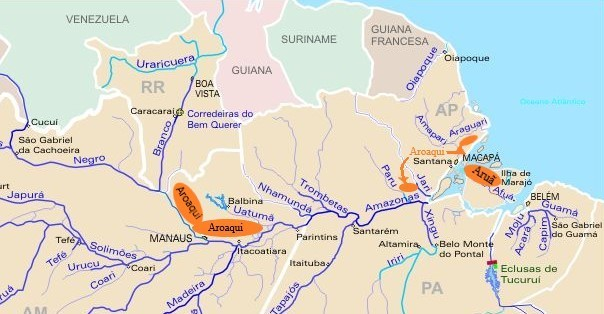 VENEZUELA
SURINAME
GUIANA
FRANCESA
Oiapoque
Oiapoque
Uraricuera
GUIANA
RR
BOA
VISTA
Caracaraí
Corredeiras do
Bem Querer
Branco
AP
Oceano Atlântico
Amapari
Araguari
Cucuí
São Gabriel
da Cachoeira
Negro
Aroaqui
Santana
MACAPÁ
Aruã
Ilha de
Marajó
Afuá
Paru
Jari
Japurá
Aroaqui
Balbina
Uatumã
Nhamundá
Trombetas
Amazonas
Xingu
BELÉM
Guamá
Moju
Acará
Capim
São Gabriel
do Guamá
Aroaqui
MANAUS
Itacoatiara
Parintins
Santarém
Altamira
Belo Monte
do Pontal
Tefé
Tefé
Solimões
Urucu
Coari
Coari
Itaituba
Iriri
Eclusas de
Tucuruí
Madeira
Tapajós
AM
PA